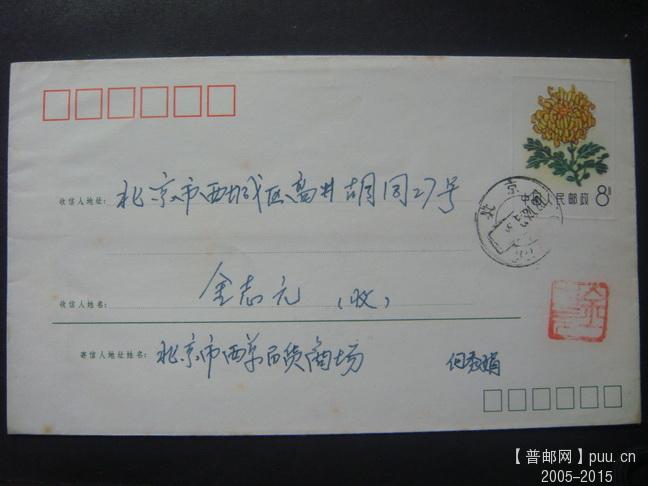 中国人民邮政 8分
北京
收信人地址: 北京市西城区高井胡同27号
收信人姓名: 金志元 (收)
寄信人地址姓名: 北京市西单百货商场
【普邮网】puu.cn
2005-2015